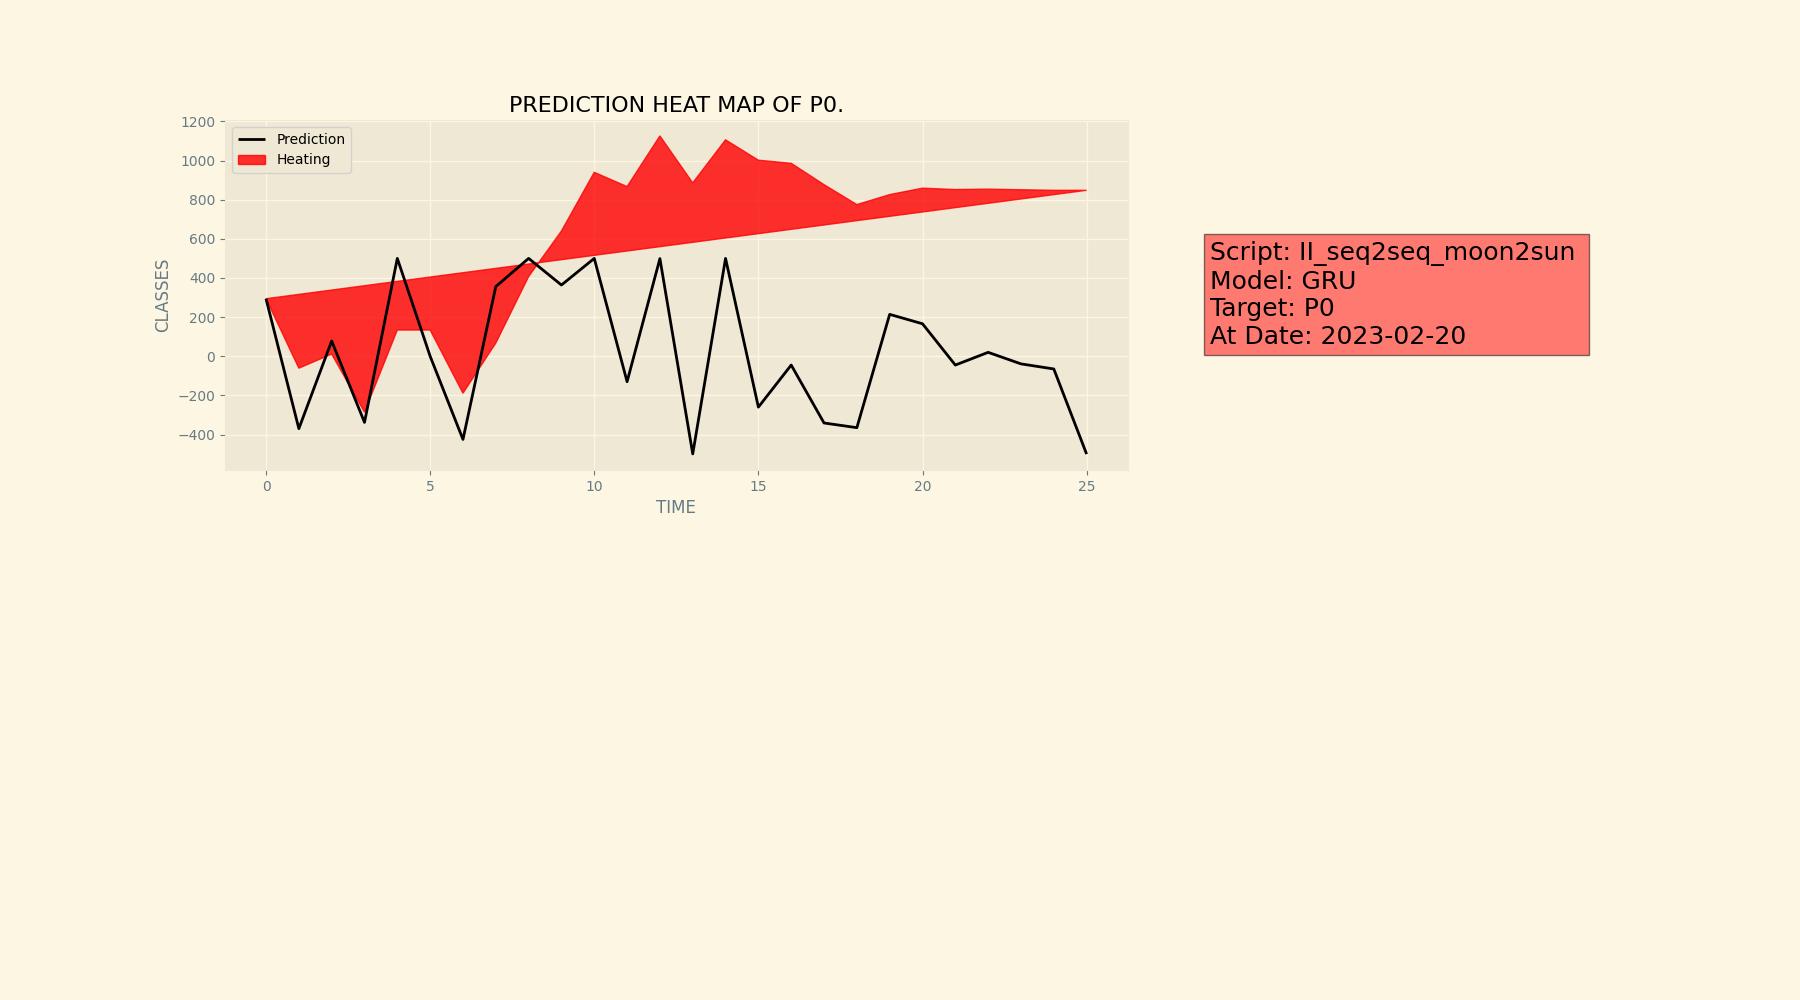 PREDICTION HEAT MAP OF P0.
1200
1000
800
600
400
200
0
−200
−400
CLASSES
Prediction
Heating
0 5 10 15 20 25
TIME
Script: II_seq2seq_moon2sun
Model: GRU
Target: P0
At Date: 2023-02-20